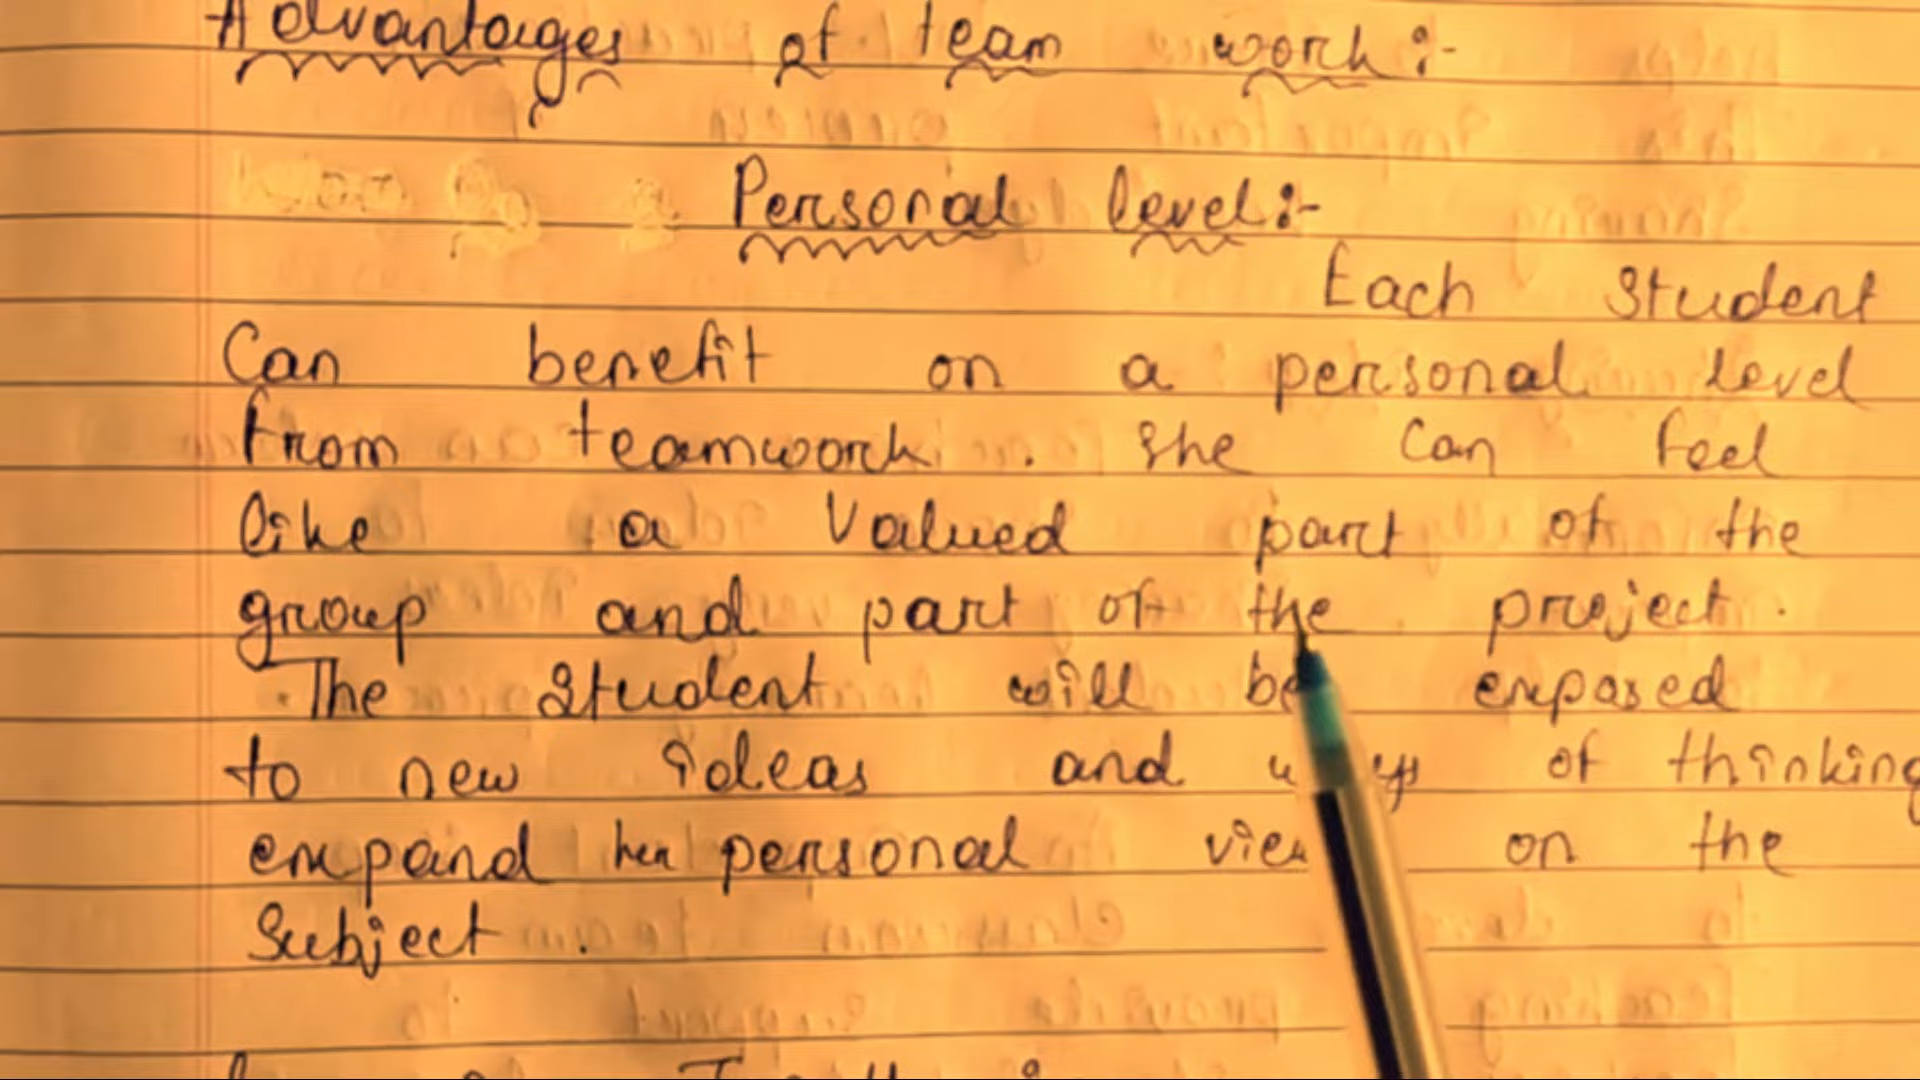 Advantages of team work :-
Personal level :-
Each Student
Can benefit on a personal level
from teamwork . She can feel
like a Valued part of the
group and part of the project .
The Student will be exposed
to new ideas and ways of thinking
expand her personal view on the
Subject .